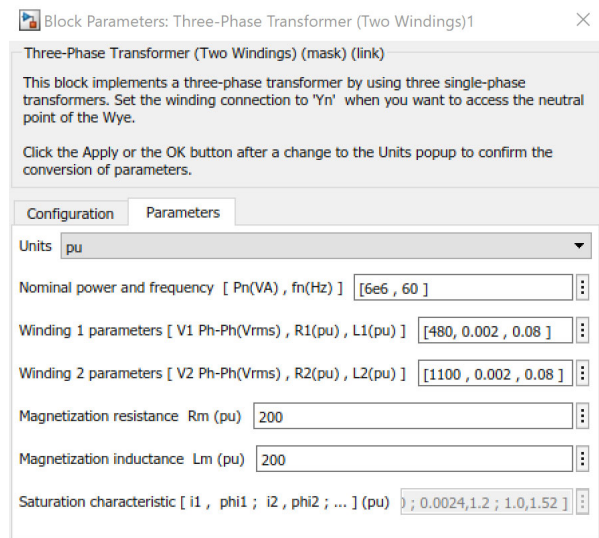 Block Parameters: Three-Phase Transformer (Two Windings)1
Three-Phase Transformer (Two Windings) (mask) (link)
This block implements a three-phase transformer by using three single-phase
transformers. Set the winding connection to 'Yn' when you want to access the neutral
point of the Wye.
Click the Apply or the OK button after a change to the Units popup to confirm the
conversion of parameters.
Configuration Parameters
Units pu
Nominal power and frequency [ Pn(VA) , fn(Hz) ] [6e6 , 60 ]
Winding 1 parameters [ V1 Ph-Ph(Vrms) , R1(pu) , L1(pu) ] [480, 0.002 , 0.08 ]
Winding 2 parameters [ V2 Ph-Ph(Vrms) , R2(pu) , L2(pu) ] [1100 , 0.002 , 0.08 ]
Magnetization resistance Rm (pu) 200
Magnetization inductance Lm (pu) 200
Saturation characteristic [ i1 , phi1 ; i2 , phi2 ; ... ] (pu) ; 0.0024,1.2 ; 1.0,1.52 ]